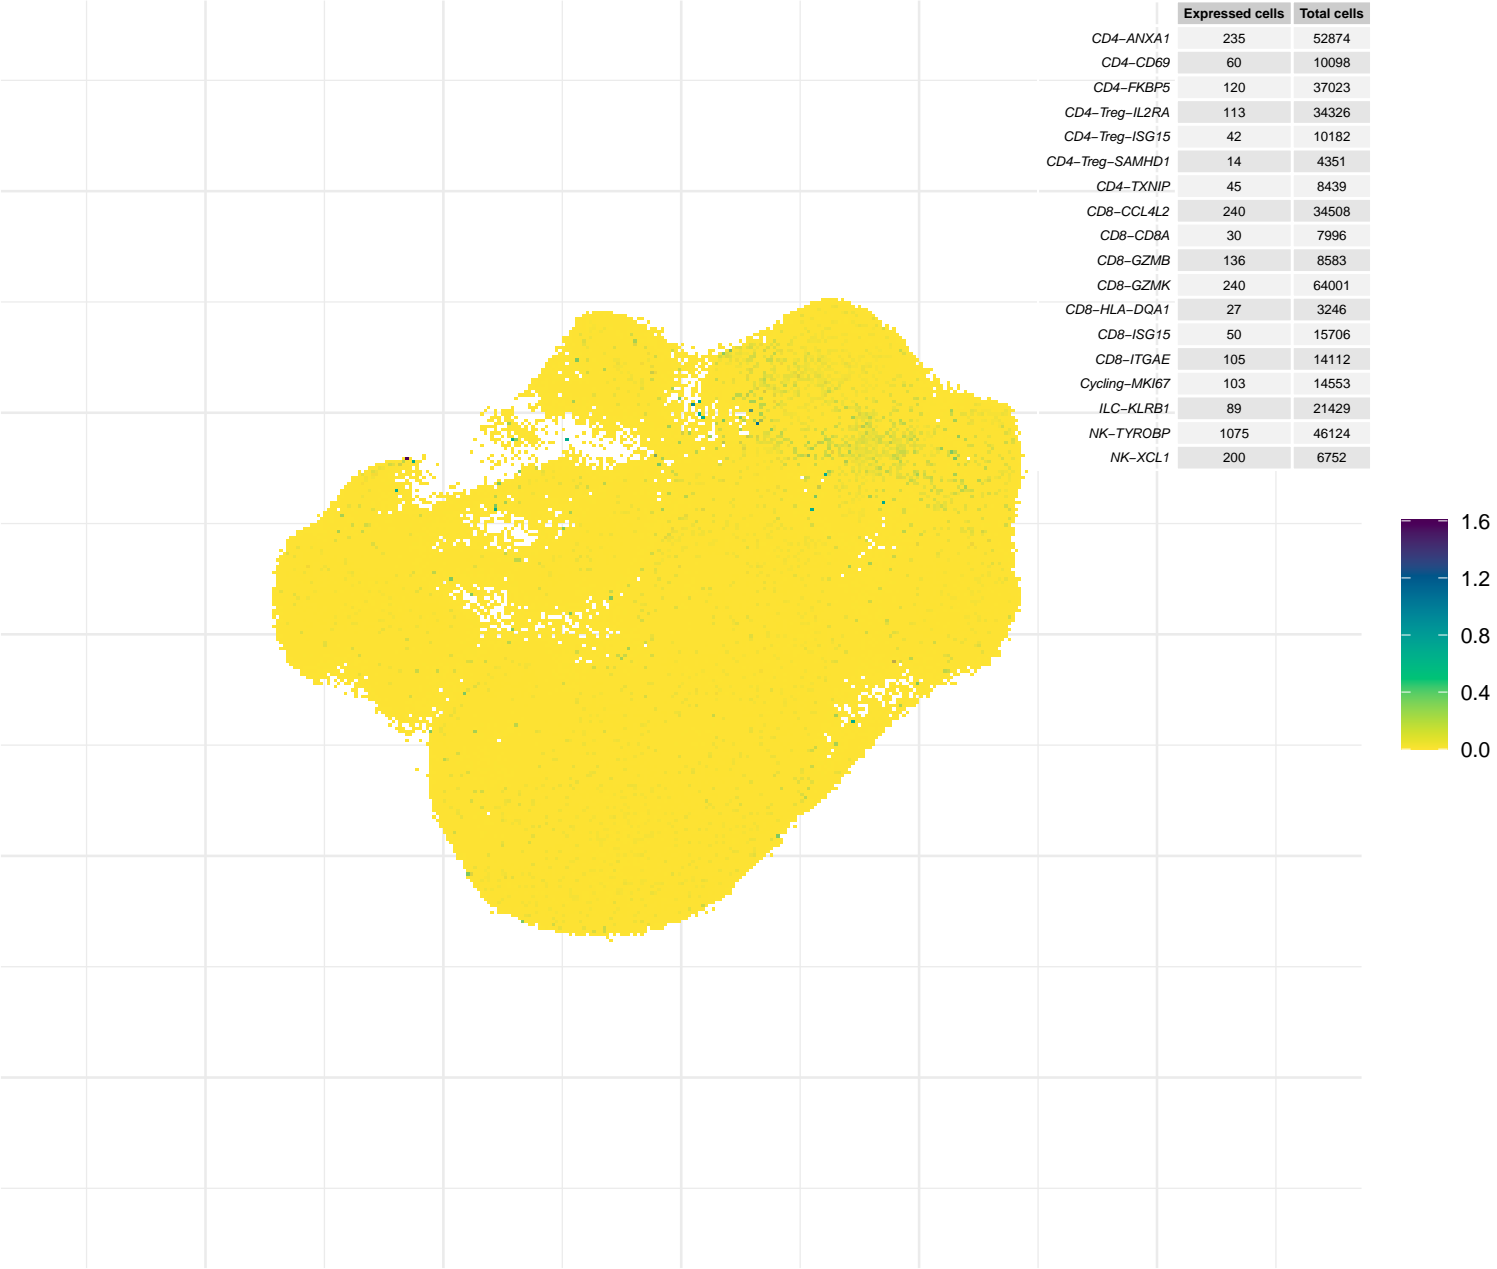 Expressed cells Total cells
CD4−ANXA1 235 52874
CD4−CD69 60 10098
CD4−FKBP5 120 37023
CD4−Treg−IL2RA 113 34326
CD4−Treg−ISG15 42 10182
CD4−Treg−SAMHD1 14 4351
CD4−TXNIP 45 8439
CD8−CCL4L2 240 34508
CD8−CD8A 30 7996
CD8−GZMB 136 8583
CD8−GZMK 240 64001
CD8−HLA−DQA1 27 3246
CD8−ISG15 50 15706
CD8−ITGAE 105 14112
Cycling−MKI67 103 14553
ILC−KLRB1 89 21429
NK−TYROBP 1075 46124
NK−XCL1 200 6752
1.6
1.2
0.8
0.4
0.0